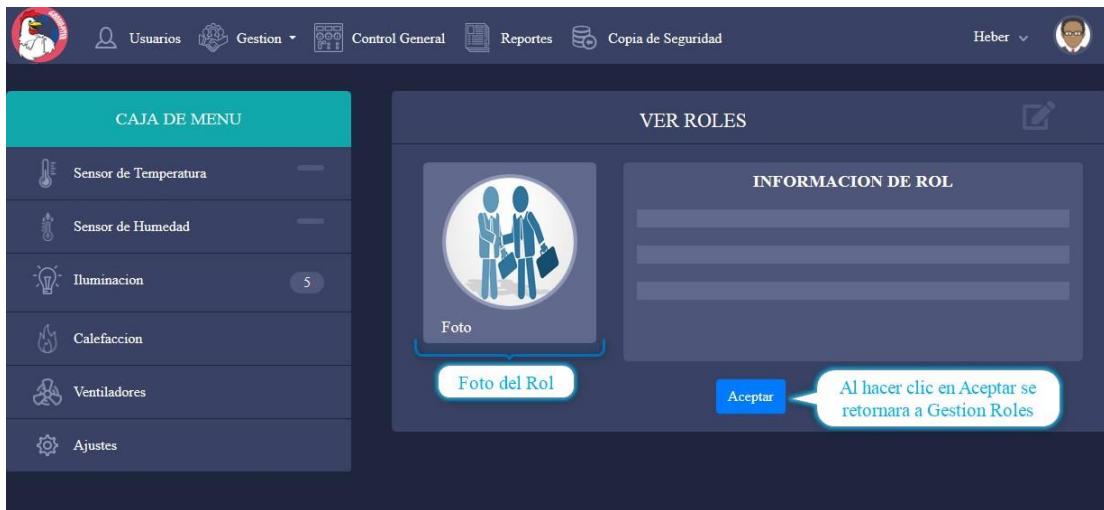 Usuarios
Gestion
Control General
Reportes
Copia de Seguridad
Heber
CAJA DE MENU
Sensor de Temperatura
Sensor de Humedad
Iluminacion
5
Calefaccion
Ventiladores
Ajustes
VER ROLES
Foto
INFORMACION DE ROL
Foto del Rol
Aceptar
Al hacer clic en Aceptar se
retornara a Gestion Roles